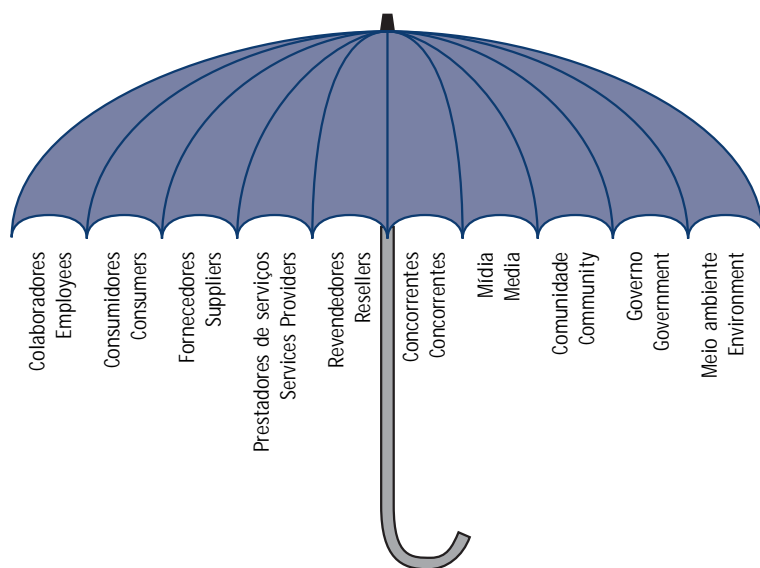 Colaboradores
Employees
Consumidores
Consumers
Fornecedores
Suppliers
Prestadores de serviços
Services Providers
Revendedores
Resellers
Concorrentes
Concorrentes
Mídia
Media
Comunidade
Community
Governo
Government
Meio ambiente
Environment